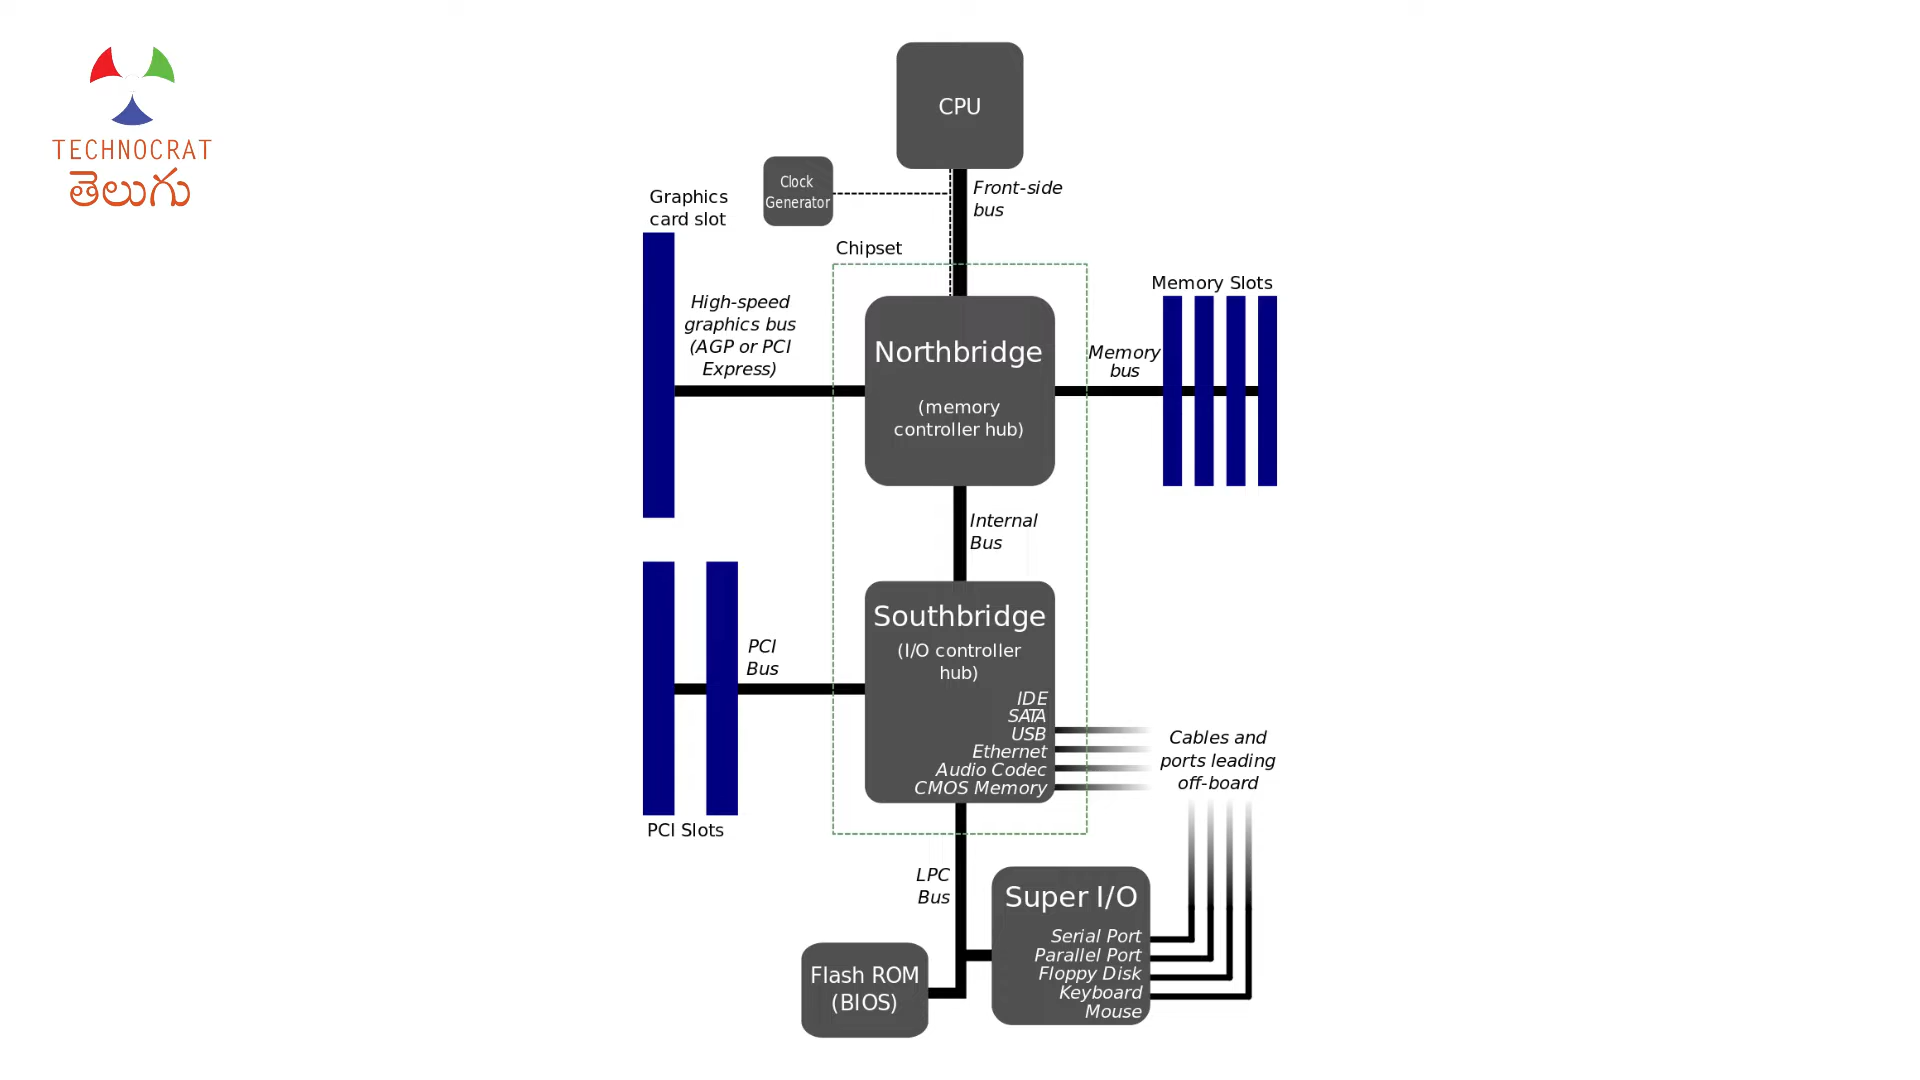 TECHNOCRAT
తెలుగు
CPU
Clock
Generator
Front-side
bus
Graphics
card slot
Chipset
High-speed
graphics bus
(AGP or PCI
Express)
Northbridge
(memory
controller hub)
Memory Slots
Memory
bus
Internal
Bus
Southbridge
(I/O controller
hub)
IDE
SATA
USB
Ethernet
Audio Codec
CMOS Memory
PCI
Bus
PCI Slots
Cables and
ports leading
off-board
LPC
Bus
Super I/O
Serial Port
Parallel Port
Floppy Disk
Keyboard
Mouse
Flash ROM
(BIOS)